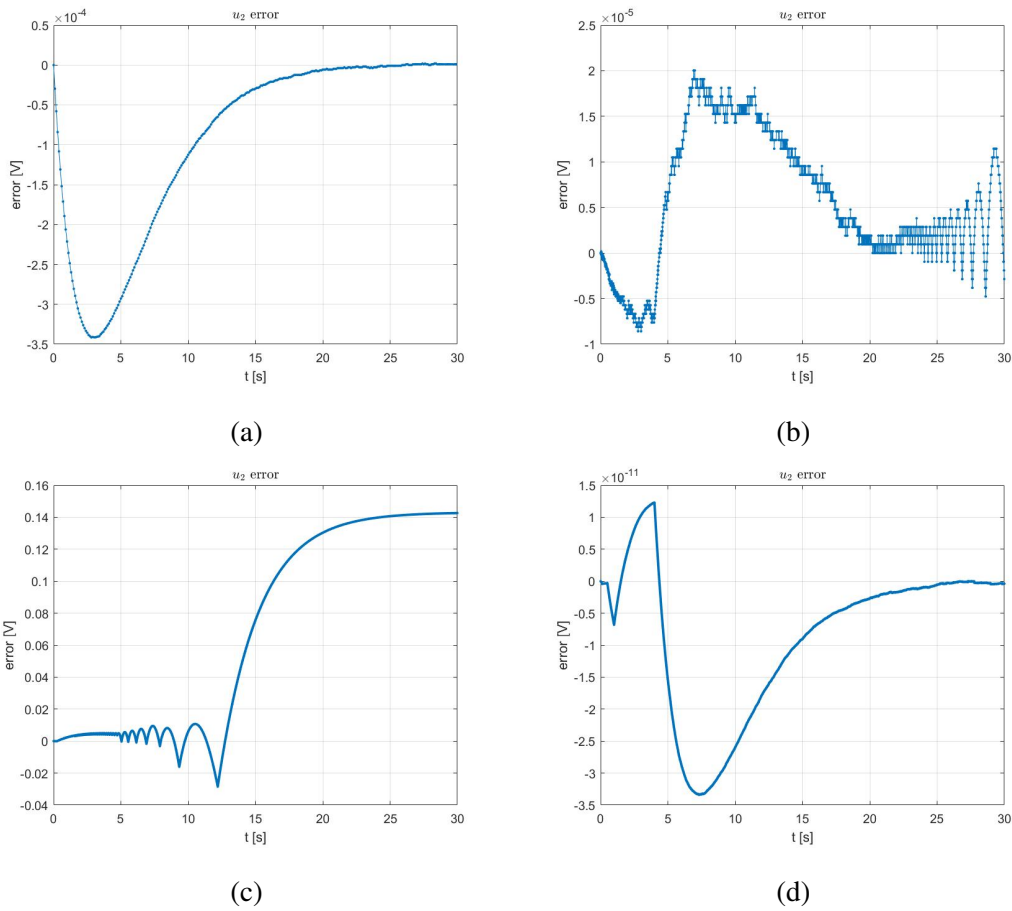 ×10⁻⁴
u₂ error
0.5
0
-0.5
-1
-1.5
-2
-2.5
-3
-3.5
error [V]
0 5 10 15 20 25 30
t [s]
(a)
×10⁻⁵
u₂ error
2.5
2
1.5
1
0.5
0
-0.5
-1
error [V]
0 5 10 15 20 25 30
t [s]
(b)
u₂ error
0.16
0.14
0.12
0.1
0.08
0.06
0.04
0.02
0
-0.02
-0.04
error [V]
0 5 10 15 20 25 30
t [s]
(c)
×10⁻¹¹
u₂ error
1.5
1
0.5
0
-0.5
-1
-1.5
-2
-2.5
-3
-3.5
error [V]
0 5 10 15 20 25 30
t [s]
(d)